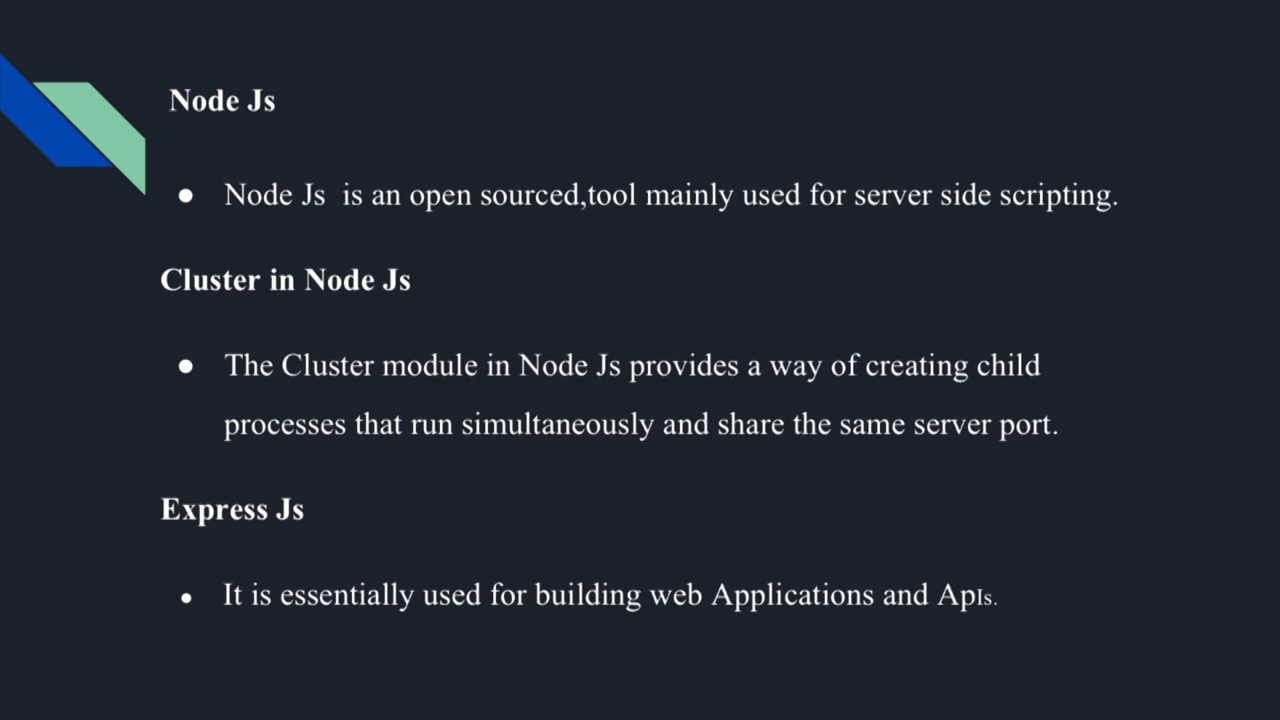 Node Js
● Node Js  is an open sourced,tool mainly used for server side scripting.
Cluster in Node Js
● The Cluster module in Node Js provides a way of creating child
processes that run simultaneously and share the same server port.
Express Js
● It is essentially used for building web Applications and ApIs.